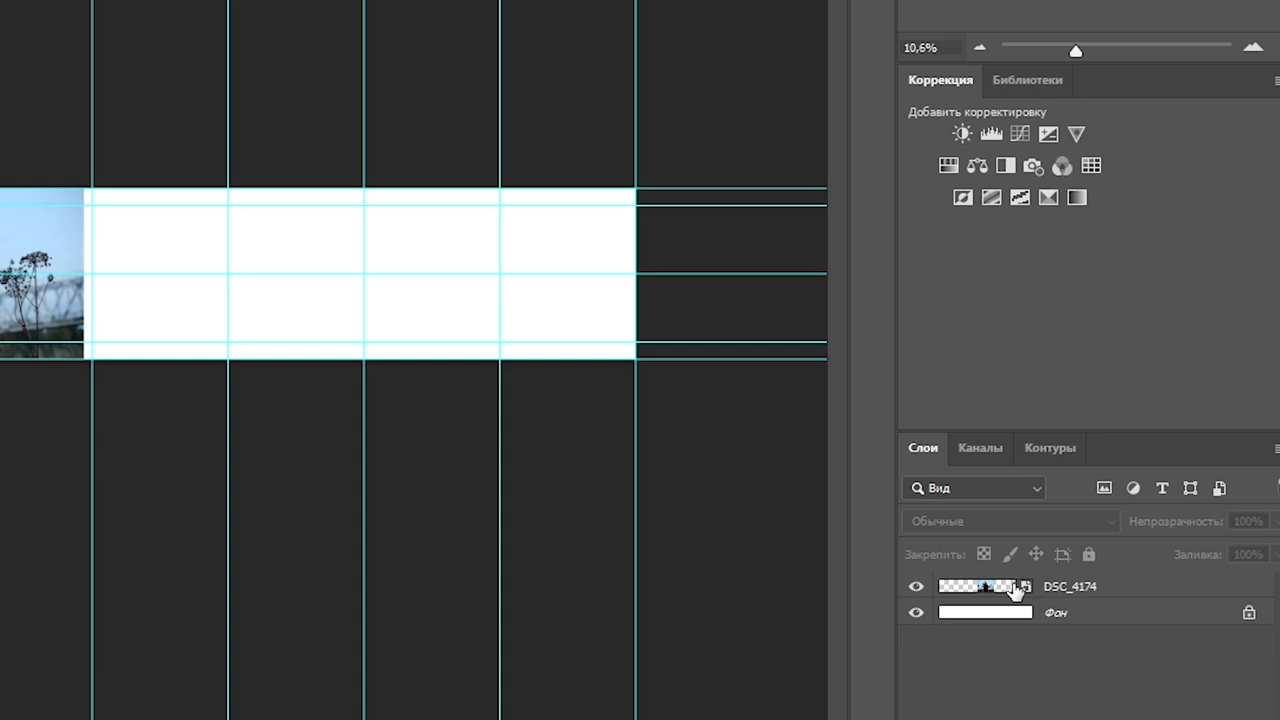 10,6%
Коррекция Библиотеки
Добавить корректировку
Слои Каналы Контуры
Вид
Обычные Непрозрачность: 100%
Закрепить: Заливка: 100%
DSC_4174
Фон